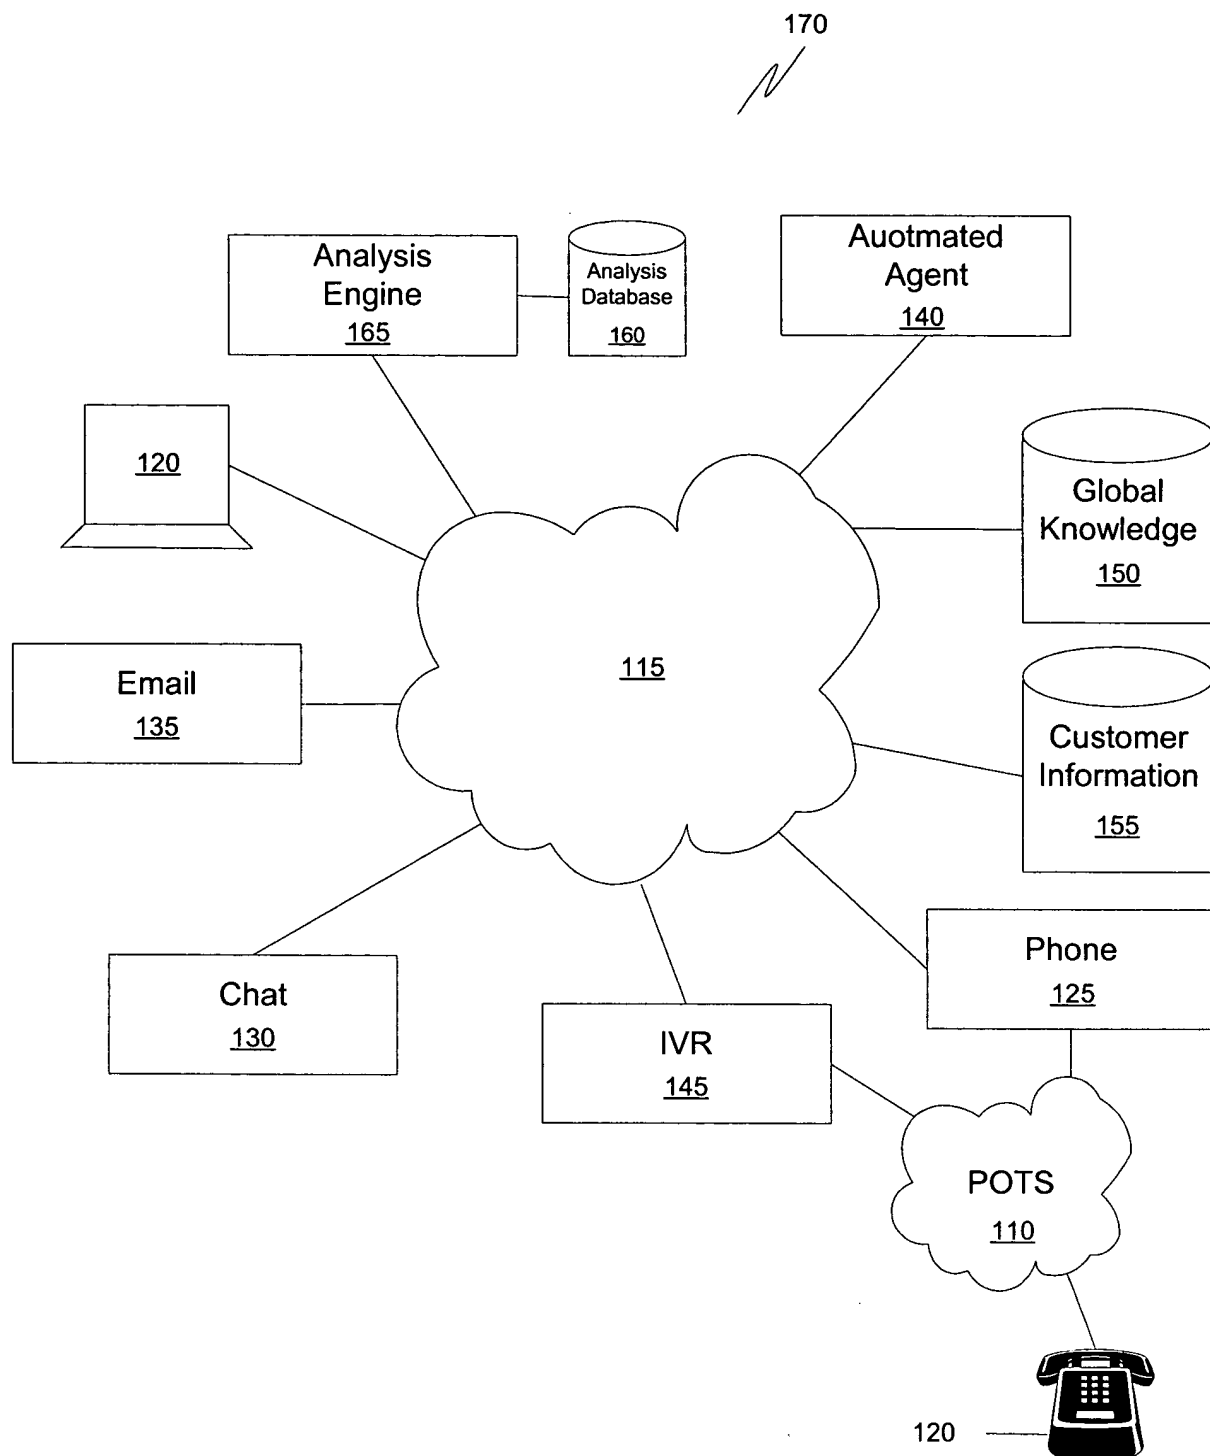 170
Analysis
Engine
165
Analysis
Database
160
Auotmated
Agent
140
120
Global
Knowledge
150
115
Email
135
Customer
Information
155
Phone
125
Chat
130
IVR
145
POTS
110
120